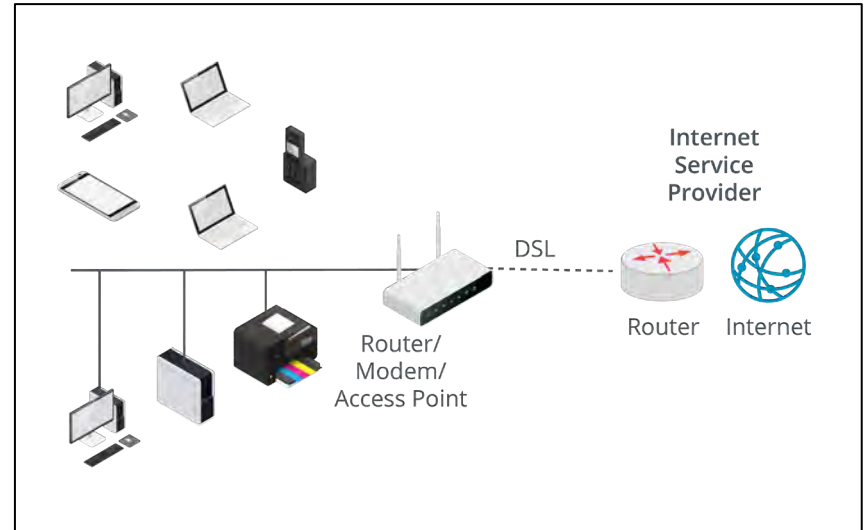 Internet
Service
Provider
DSL
Router
Internet
Router/
Modem/
Access Point